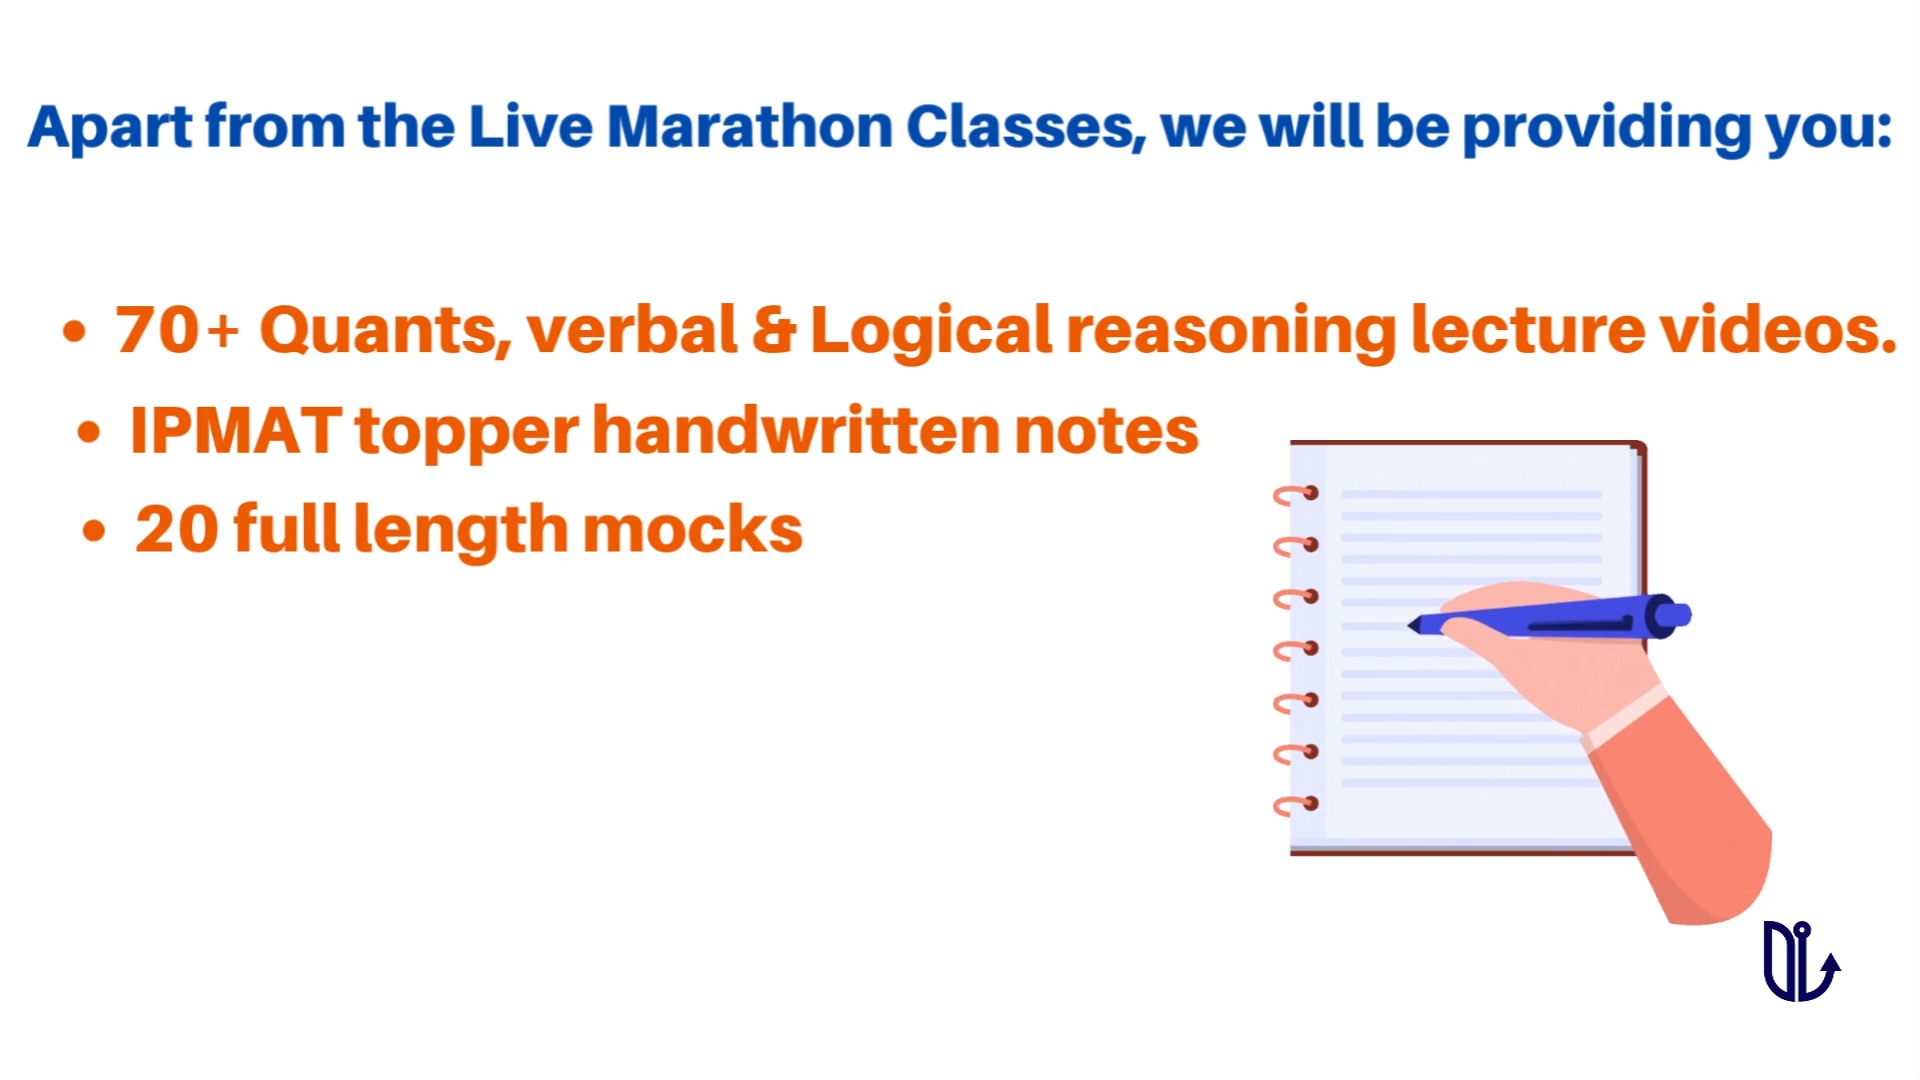 Apart from the Live Marathon Classes, we will be providing you:
• 70+ Quants, verbal & Logical reasoning lecture videos.
• IPMAT topper handwritten notes
• 20 full length mocks